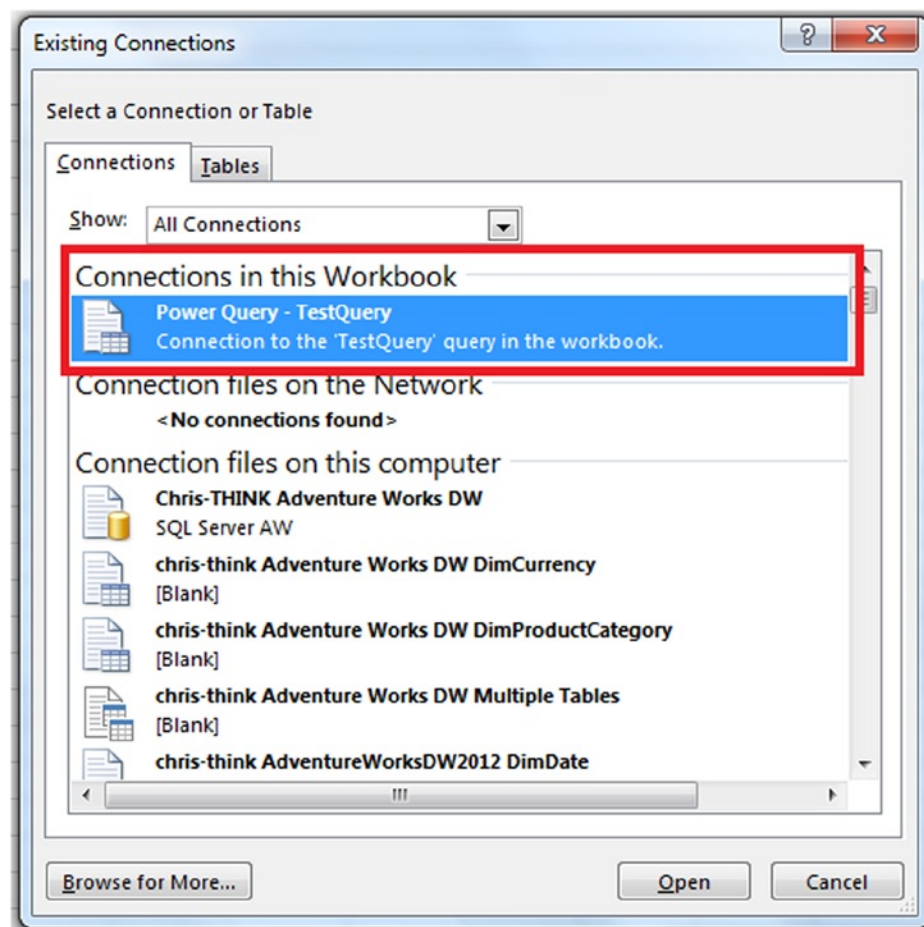 Existing Connections
Select a Connection or Table
Connections Tables
Show: All Connections
Connections in this Workbook
Power Query - TestQuery
Connection to the 'TestQuery' query in the workbook.
Connection files on the Network
<No connections found>
Connection files on this computer
Chris-THINK Adventure Works DW
SQL Server AW
chris-think Adventure Works DW DimCurrency
[Blank]
chris-think Adventure Works DW DimProductCategory
[Blank]
chris-think Adventure Works DW Multiple Tables
[Blank]
chris-think AdventureWorksDW2012 DimDate
Browse for More... Open Cancel